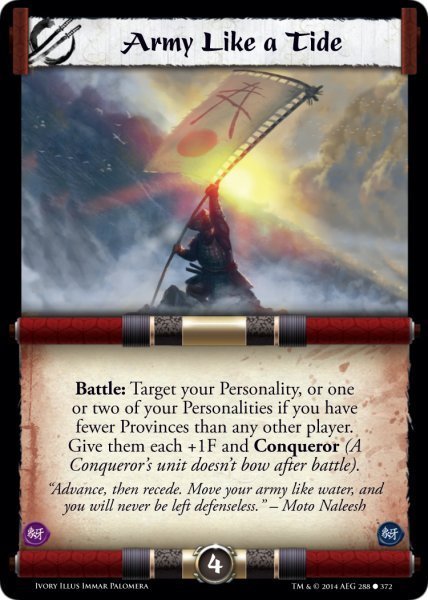 Army Like a Tide
Battle: Target your Personality, or one
or two of your Personalities if you have
fewer Provinces than any other player.
Give them each +1F and Conqueror (A
Conqueror's unit doesn't bow after battle).
"Advance, then recede. Move your army like water, and
you will never be left defenseless." – Moto Naleesh
4
Ivory Illus Immar Palomera
TM & © 2014 AEG 288 ● 372